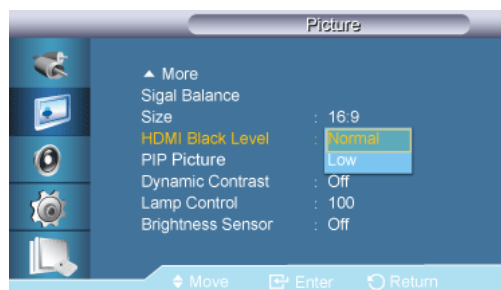 Picture
▲ More
Sigal Balance
Size : 16:9
HDMI Black Level : Normal
PIP Picture Low
Dynamic Contrast : Off
Lamp Control : 100
Brightness Sensor : Off
Move Enter Return